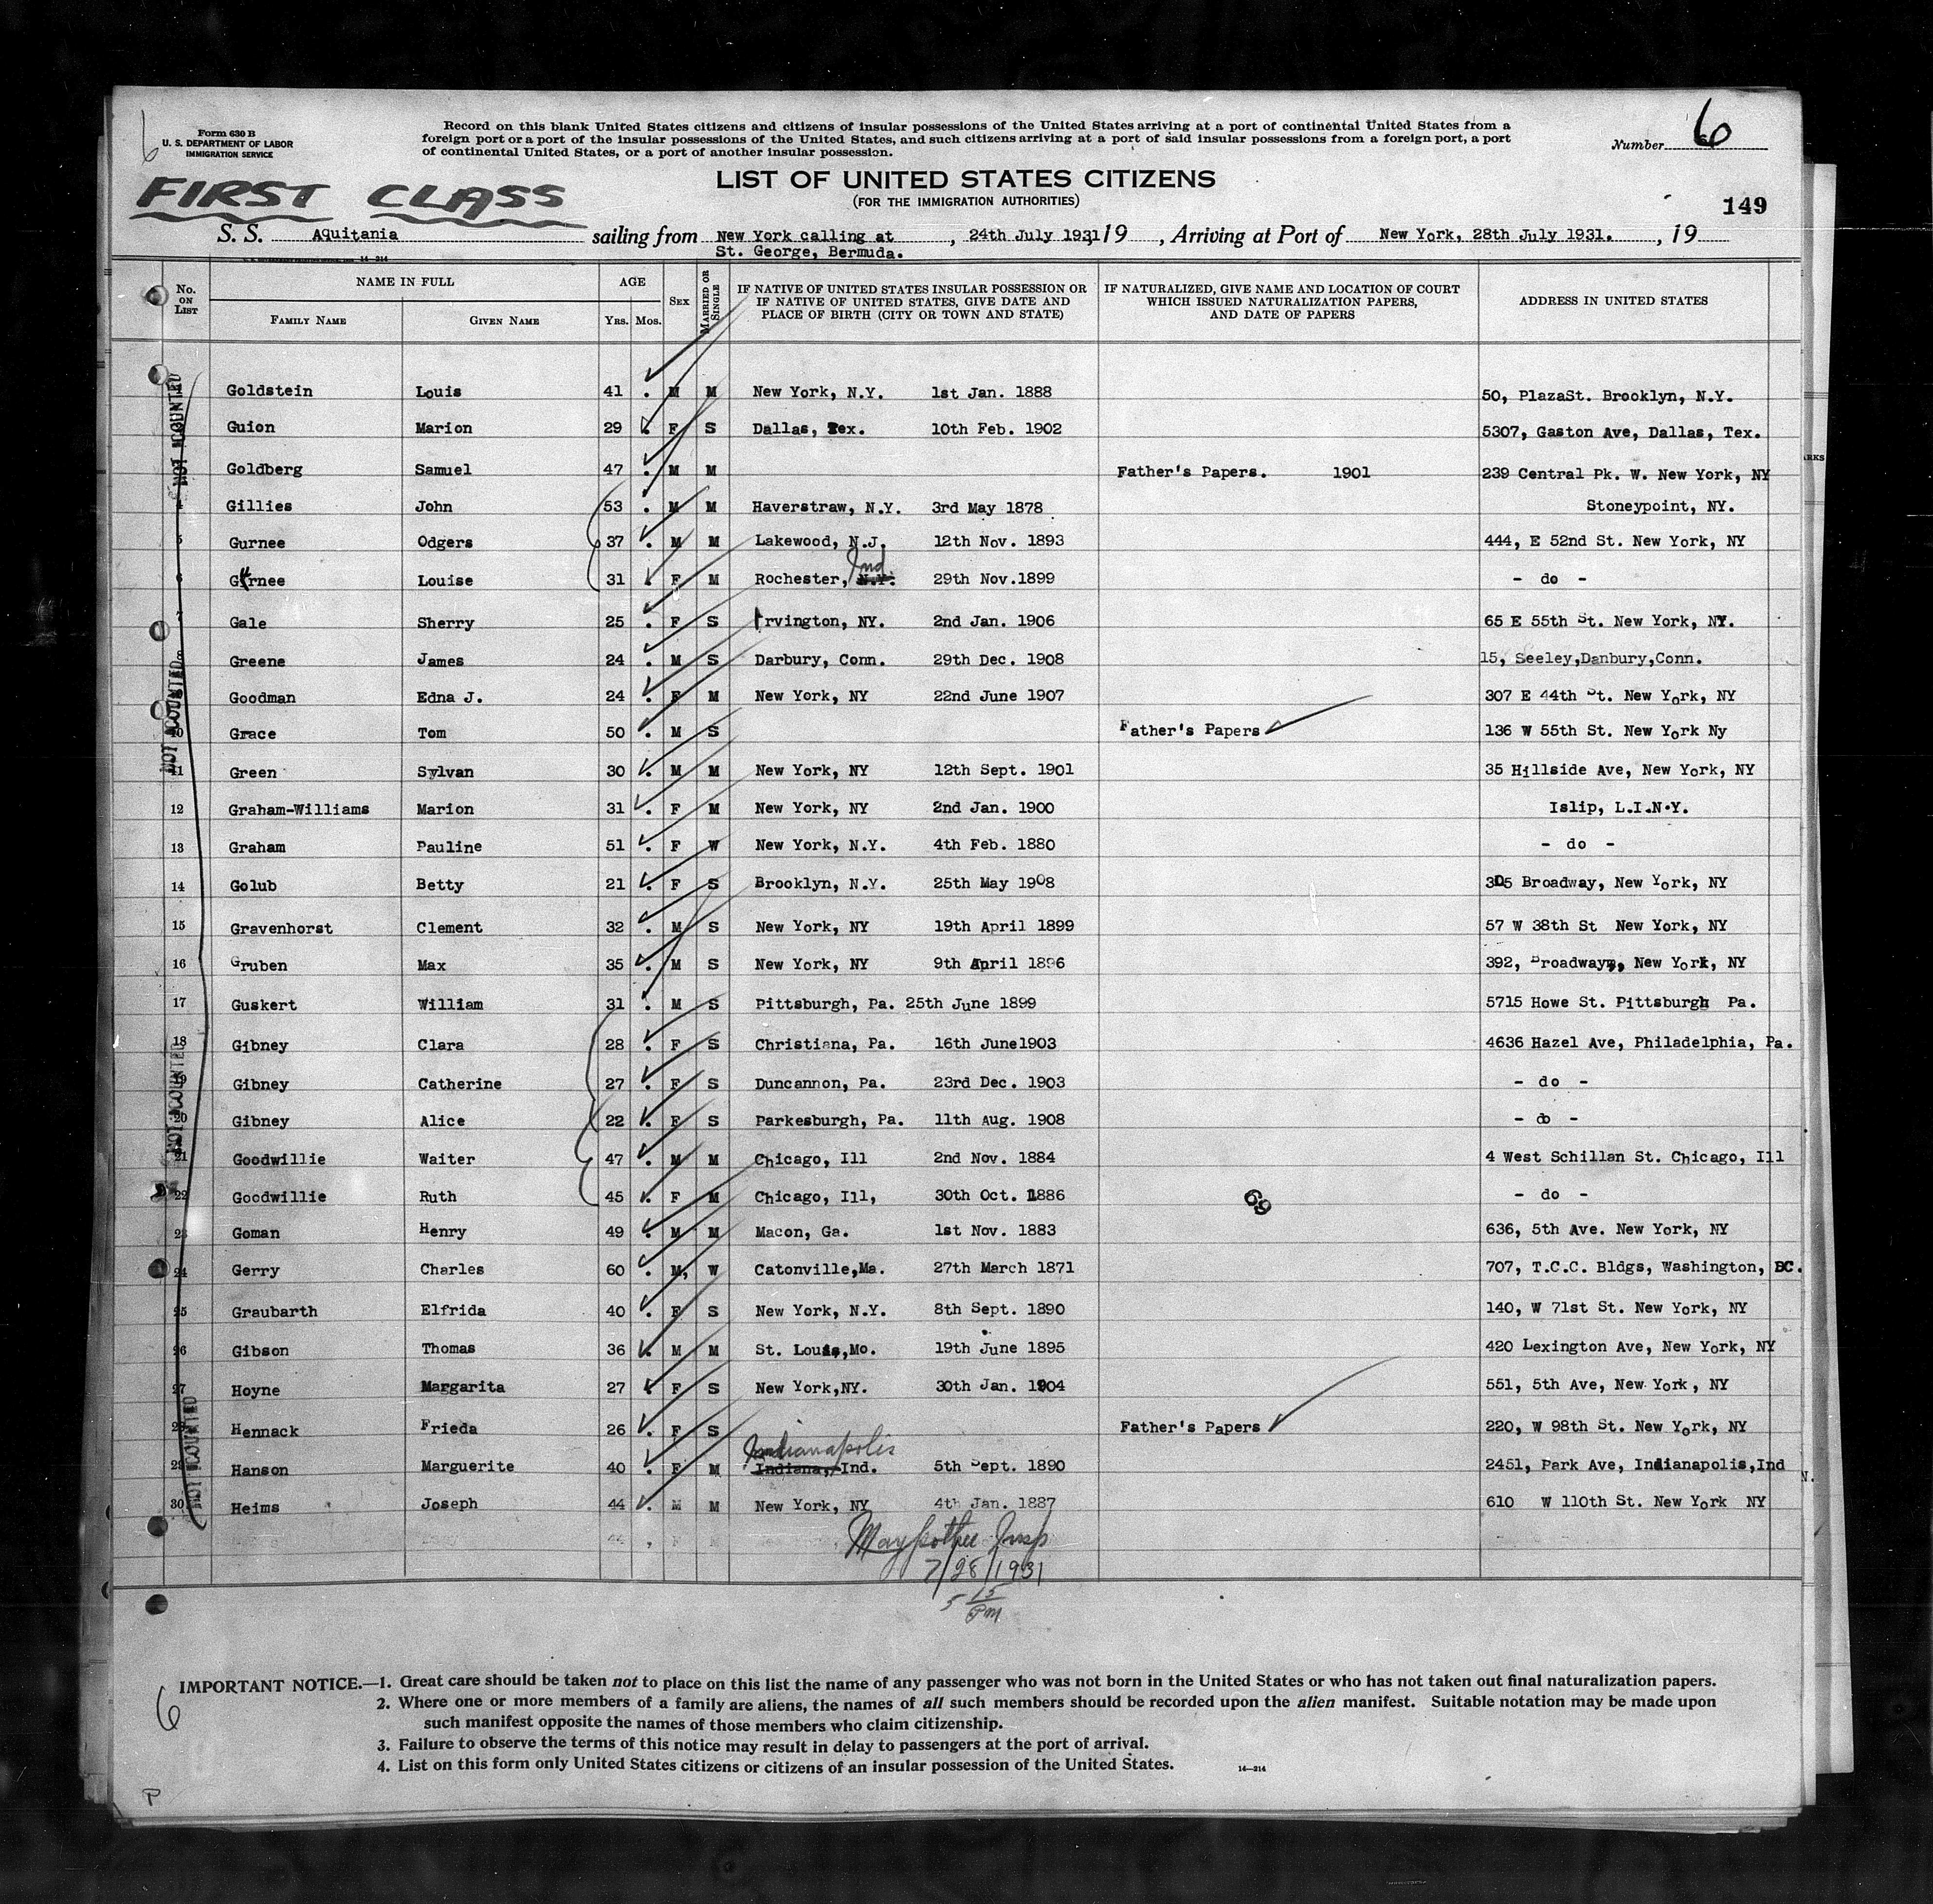 6
Form 630 B
U. S. DEPARTMENT OF LABOR
IMMIGRATION SERVICE
Record on this blank United States citizens and citizens of insular possessions of the United States arriving at a port of continental United States from a
foreign port or a port of the insular possessions of the United States, and such citizens arriving at a port of said insular possessions from a foreign port, a port
of continental United States, or a port of another insular possession.
Number 6
FIRST CLASS
LIST OF UNITED STATES CITIZENS
(FOR THE IMMIGRATION AUTHORITIES)
149
S. S. Aquitania sailing from New York calling at St. George, Bermuda. , 24th July 1931 19 , Arriving at Port of New York, 28th July 1931. , 19
14-214
No. ON LIST NAME IN FULL FAMILY NAME GIVEN NAME AGE YRS. MOS. SEX MARRIED OR SINGLE IF NATIVE OF UNITED STATES INSULAR POSSESSION OR IF NATIVE OF UNITED STATES, GIVE DATE AND PLACE OF BIRTH (CITY OR TOWN AND STATE) IF NATURALIZED, GIVE NAME AND LOCATION OF COURT WHICH ISSUED NATURALIZATION PAPERS, AND DATE OF PAPERS ADDRESS IN UNITED STATES
NOT COUNTED
Goldstein Louis 41 . M M New York, N.Y. 1st Jan. 1888 50, PlazaSt. Brooklyn, N.Y.
Guion Marion 29 . F S Dallas, Tex. 10th Feb. 1902 5307, Gaston Ave, Dallas, Tex.
Goldberg Samuel 47 . M M Father's Papers. 1901 239 Central Pk. W. New York, NY
4 Gillies John 53 . M M Haverstraw, N.Y. 3rd May 1878 Stoneypoint, NY.
5 Gurnee Odgers 37 . M M Lakewood, N.J. 12th Nov. 1893 444, E 52nd St. New York, NY
6 Gurnee Louise 31 . F M Rochester, N.Y. Ind 29th Nov.1899 - do -
7 Gale Sherry 25 . F S Irvington, NY. 2nd Jan. 1906 65 E 55th St. New York, NY.
8 Greene James 24 . M S Darbury, Conn. 29th Dec. 1908 15, Seeley,Danbury,Conn.
Goodman Edna J. 24 . F M New York, NY 22nd June 1907 307 E 44th St. New York, NY
10 Grace Tom 50 . M S Father's Papers 136 W 55th St. New York Ny
11 Green Sylvan 30 . M M New York, NY 12th Sept. 1901 35 Hillside Ave, New York, NY
12 Graham-Williams Marion 31 . F M New York, NY 2nd Jan. 1900 Islip, L.I.N.Y.
13 Graham Pauline 51 . F W New York, N.Y. 4th Feb. 1880 - do -
14 Golub Betty 21 . F S Brooklyn, N.Y. 25th May 1908 305 Broadway, New York, NY
15 Gravenhorst Clement 32 . M S New York, NY 19th April 1899 57 W 38th St New York, NY
16 Gruben Max 35 . M S New York, NY 9th April 1896 392, Broadway, New York, NY
17 Guskert William 31 . M S Pittsburgh, Pa. 25th June 1899 5715 Howe St. Pittsburgh Pa.
18 Gibney Clara 28 . F S Christiana, Pa. 16th June1903 4636 Hazel Ave, Philadelphia, Pa.
19 Gibney Catherine 27 . F S Duncannon, Pa. 23rd Dec. 1903 - do -
20 Gibney Alice 22 . F S Parkesburgh, Pa. 11th Aug. 1908 - do -
21 Goodwillie Waiter 47 . M M Chicago, Ill 2nd Nov. 1884 4 West Schillan St. Chicago, Ill
22 Goodwillie Ruth 45 . F M Chicago, Ill, 30th Oct. 1886 - do -
69
23 Goman Henry 49 . M M Macon, Ga. 1st Nov. 1883 636, 5th Ave. New York, NY
24 Gerry Charles 60 . M, W Catonville,Ma. 27th March 1871 707, T.C.C. Bldgs, Washington, DC.
25 Graubarth Elfrida 40 . F S New York, N.Y. 8th Sept. 1890 140, W 71st St. New York, NY
26 Gibson Thomas 36 . M M St. Louis,Mo. 19th June 1895 420 Lexington Ave, New York, NY
27 Hoyne Margarita 27 . F S New York,NY. 30th Jan. 1904 551, 5th Ave, New York, NY
28 Hennack Frieda 26 . F S Father's Papers 220, W 98th St. New York, NY
29 Hanson Marguerite 40 . F M Indianapolis Indiana, Ind. 5th Sept. 1890 2451, Park Ave, Indianapolis,Ind
30 Heims Joseph 44 . M M New York, NY 4th Jan. 1887 610 W 110th St. New York NY
NOT COUNTED
NOT COUNTED
NOT COUNTED
Insp
7/28/1931
5 15 Pm
6
IMPORTANT NOTICE.—1. Great care should be taken not to place on this list the name of any passenger who was not born in the United States or who has not taken out final naturalization papers.
2. Where one or more members of a family are aliens, the names of all such members should be recorded upon the alien manifest. Suitable notation may be made upon
such manifest opposite the names of those members who claim citizenship.
3. Failure to observe the terms of this notice may result in delay to passengers at the port of arrival.
4. List on this form only United States citizens or citizens of an insular possession of the United States.
14-214
P